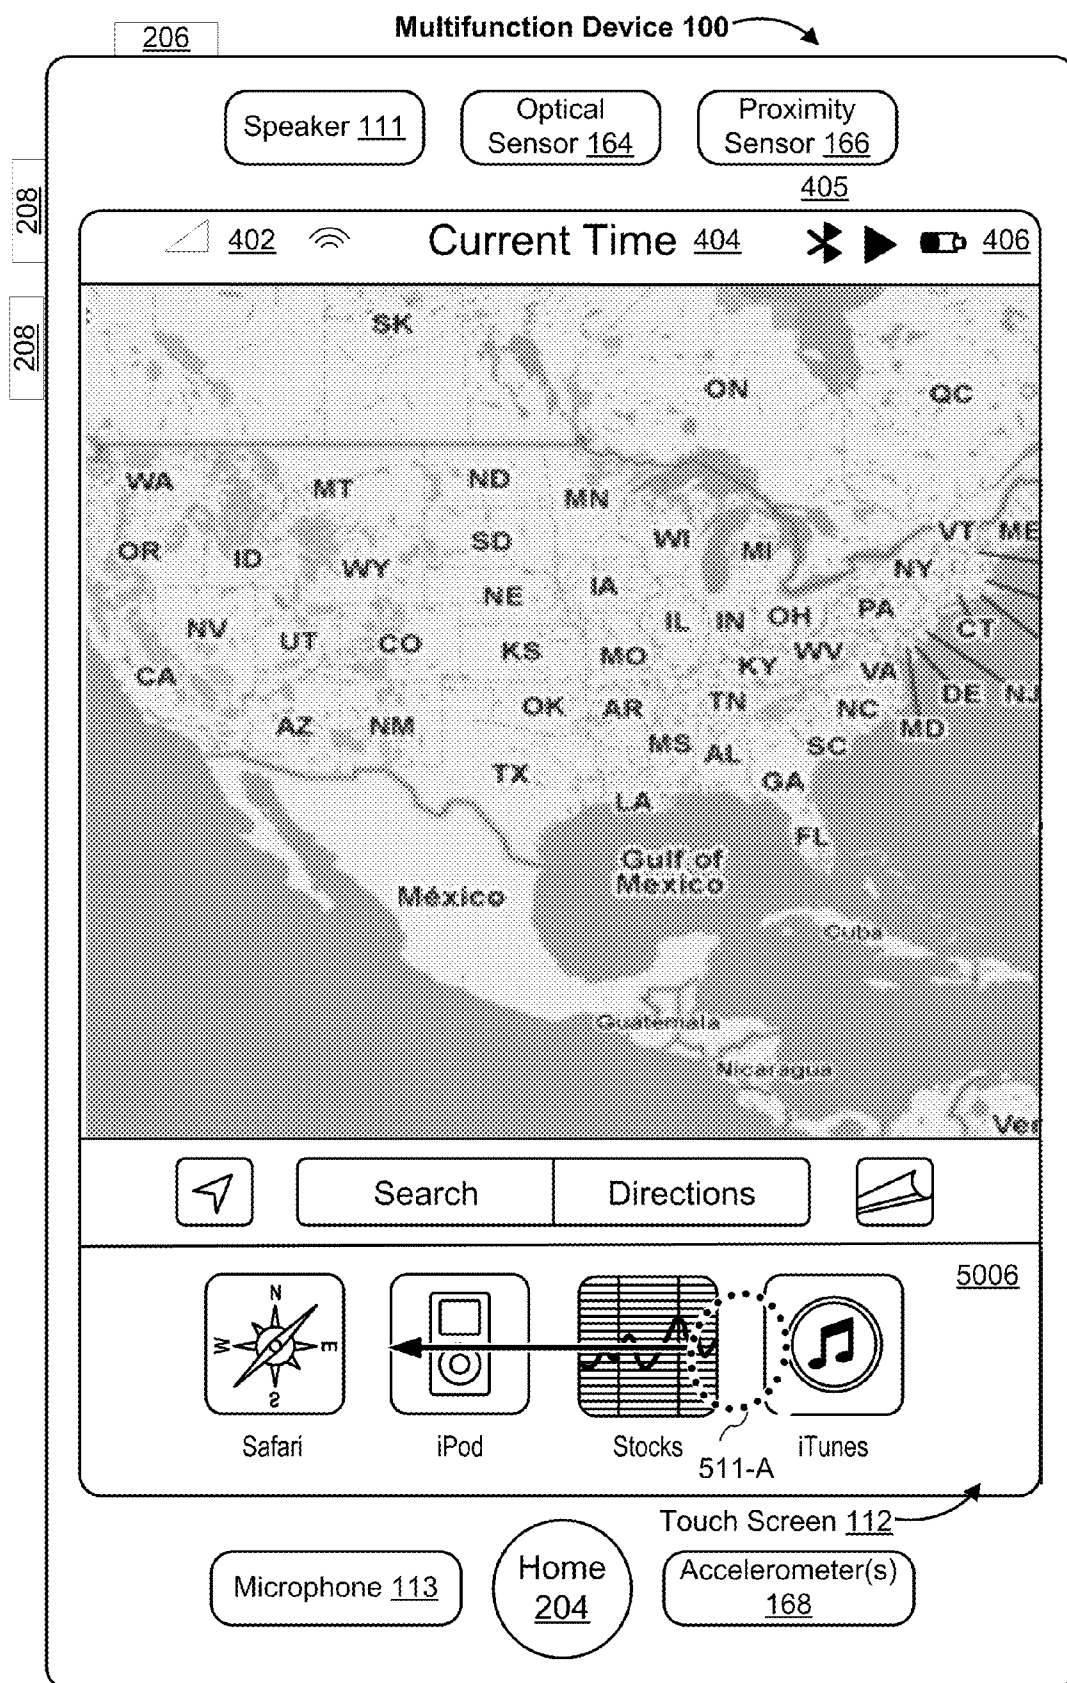 Multifunction Device 100
206
Speaker 111
Optical
Sensor 164
Proximity
Sensor 166
208
208
405
402
Current Time 404
406
SK
ON
QC
WA
MT
ND
MN
OR
ID
WY
SD
WI
MI
VT
ME
NY
NE
IA
NV
UT
CO
KS
MO
IL
IN
OH
PA
CT
CA
KY
WV
VA
DE
NJ
AZ
NM
OK
AR
TN
NC
MD
TX
MS
AL
SC
LA
GA
FL
Gulf of
Mexico
México
Cuba
Guatemala
Nicaragua
Ver
Search
Directions
5006
N
W
E
S
Safari
iPod
Stocks
iTunes
511-A
Touch Screen 112
Microphone 113
Home
204
Accelerometer(s)
168